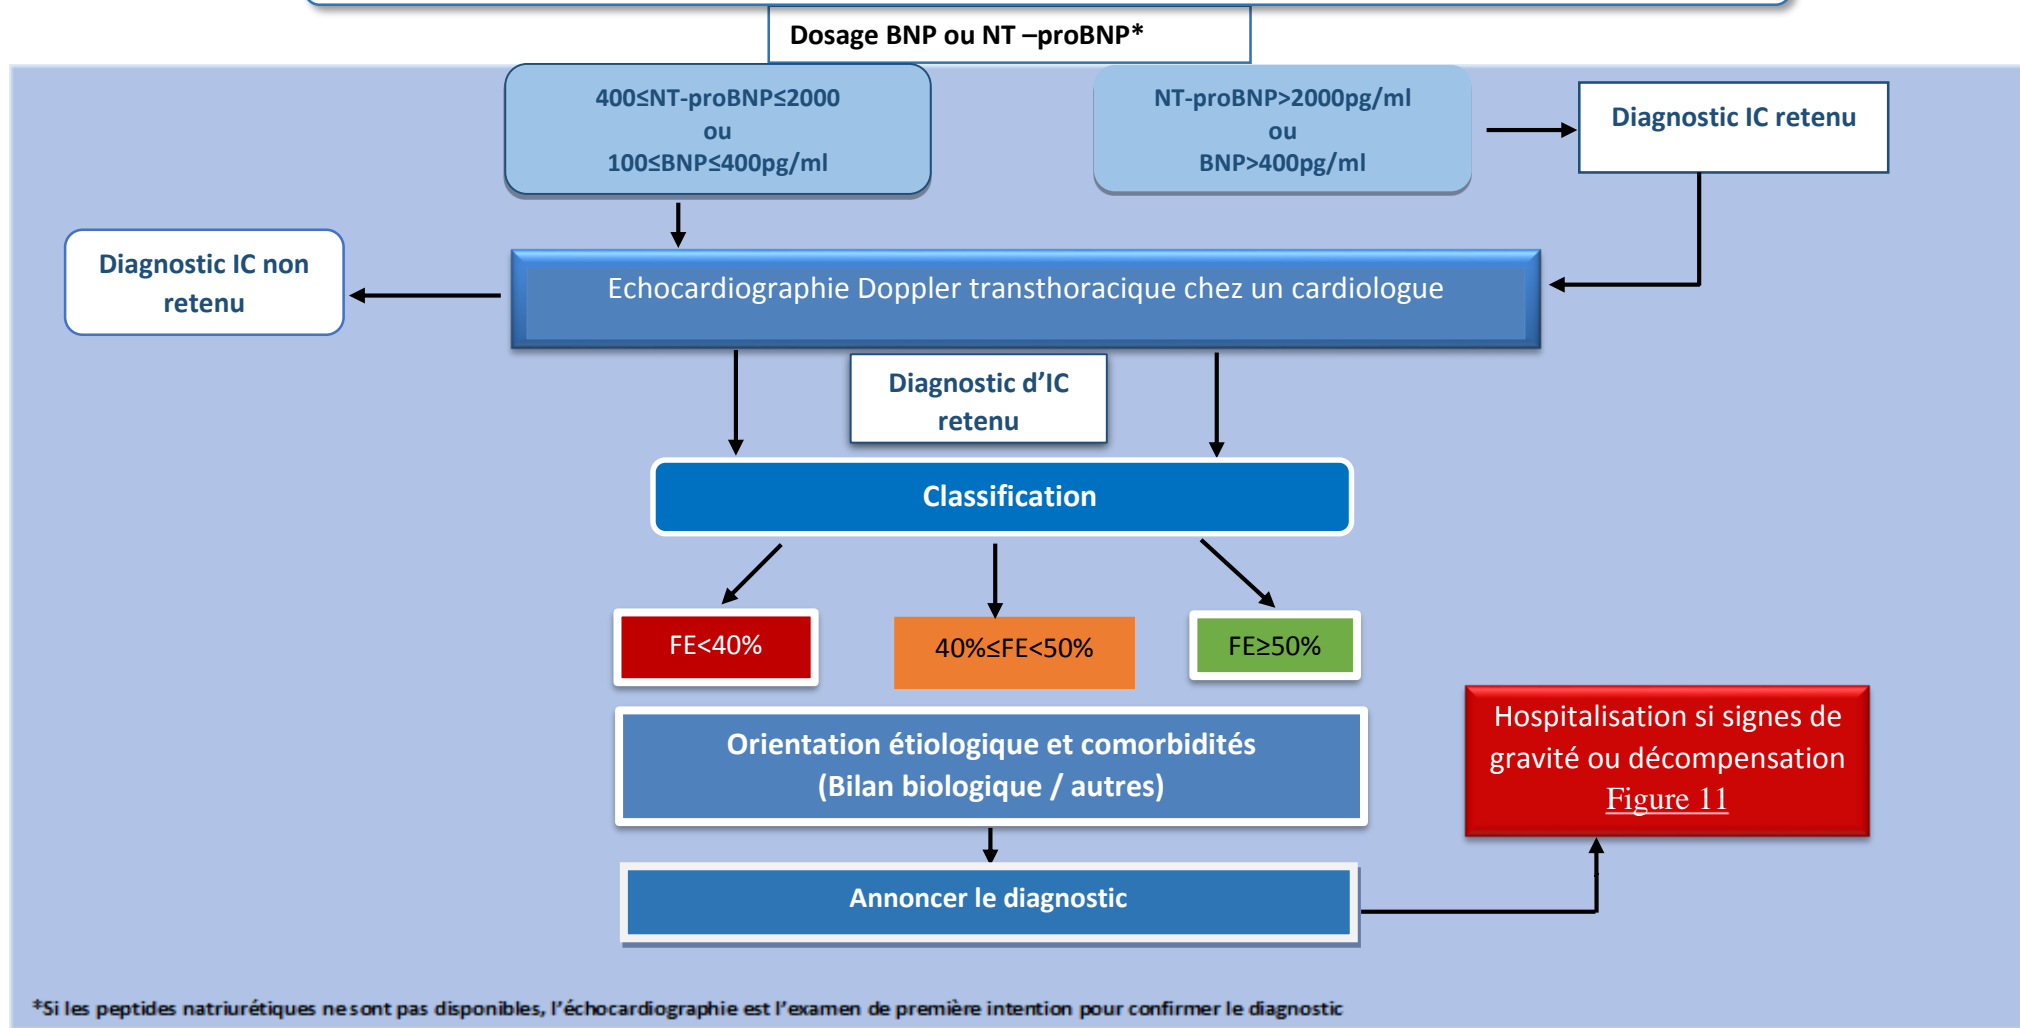 Dosage BNP ou NT –proBNP*
400≤NT-proBNP≤2000
ou
100≤BNP≤400pg/ml
NT-proBNP>2000pg/ml
ou
BNP>400pg/ml
Diagnostic IC retenu
Diagnostic IC non
retenu
Echocardiographie Doppler transthoracique chez un cardiologue
Diagnostic d’IC
retenu
Classification
FE<40%
40%≤FE<50%
FE≥50%
Orientation étiologique et comorbidités
(Bilan biologique / autres)
Hospitalisation si signes de
gravité ou décompensation
Figure 11
Annoncer le diagnostic
*Si les peptides natriurétiques ne sont pas disponibles, l’échocardiographie est l’examen de première intention pour confirmer le diagnostic